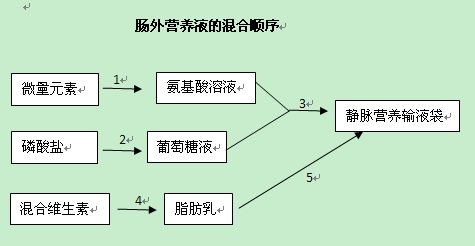 肠外营养液的混合顺序
微量元素
1
氨基酸溶液
3
静脉营养输液袋
磷酸盐
2
葡萄糖液
混合维生素
4
脂肪乳
5